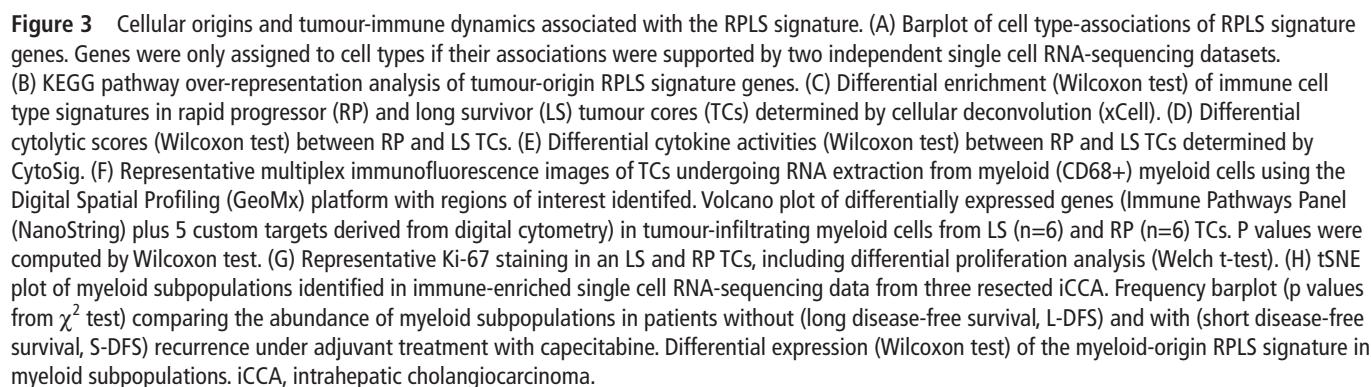 Figure 3 Cellular origins and tumour-immune dynamics associated with the RPLS signature. (A) Barplot of cell type-associations of RPLS signature
genes. Genes were only assigned to cell types if their associations were supported by two independent single cell RNA-sequencing datasets.
(B) KEGG pathway over-representation analysis of tumour-origin RPLS signature genes. (C) Differential enrichment (Wilcoxon test) of immune cell
type signatures in rapid progressor (RP) and long survivor (LS) tumour cores (TCs) determined by cellular deconvolution (xCell). (D) Differential
cytolytic scores (Wilcoxon test) between RP and LS TCs. (E) Differential cytokine activities (Wilcoxon test) between RP and LS TCs determined by
CytoSig. (F) Representative multiplex immunofluorescence images of TCs undergoing RNA extraction from myeloid (CD68+) myeloid cells using the
Digital Spatial Profiling (GeoMx) platform with regions of interest identifed. Volcano plot of differentially expressed genes (Immune Pathways Panel
(NanoString) plus 5 custom targets derived from digital cytometry) in tumour-infiltrating myeloid cells from LS (n=6) and RP (n=6) TCs. P values were
computed by Wilcoxon test. (G) Representative Ki-67 staining in an LS and RP TCs, including differential proliferation analysis (Welch t-test). (H) tSNE
plot of myeloid subpopulations identified in immune-enriched single cell RNA-sequencing data from three resected iCCA. Frequency barplot (p values
from χ² test) comparing the abundance of myeloid subpopulations in patients without (long disease-free survival, L-DFS) and with (short disease-free
survival, S-DFS) recurrence under adjuvant treatment with capecitabine. Differential expression (Wilcoxon test) of the myeloid-origin RPLS signature in
myeloid subpopulations. iCCA, intrahepatic cholangiocarcinoma.